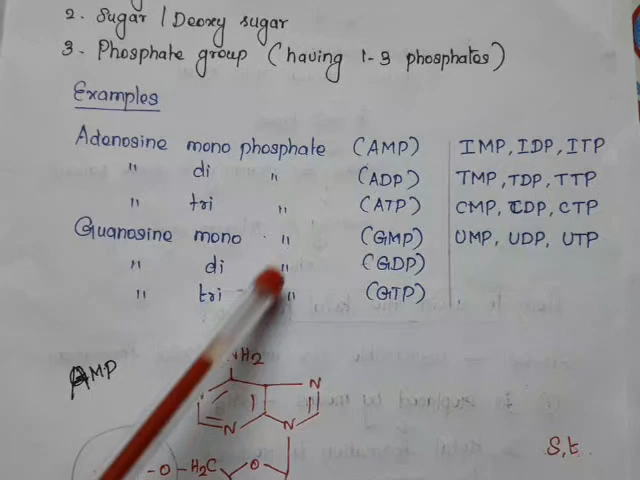 2. Sugar / Deoxy sugar
3. Phosphate group (having 1-3 phosphates)
Examples
Adenosine mono phosphate (AMP) IMP, IDP, ITP
" di " (ADP) TMP, TDP, TTP
" tri " (ATP) CMP, CDP, CTP
Guanosine mono " (GMP) UMP, UDP, UTP
" di " (GDP)
" tri " (GTP)
AMP
NH2
N
N N
O-H2C O
S,t